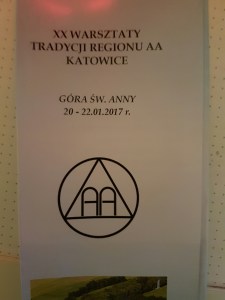 XX WARSZTATY
TRADYCJI REGIONU AA
KATOWICE
GÓRA ŚW. ANNY
20 - 22.01.2017 r.
AA